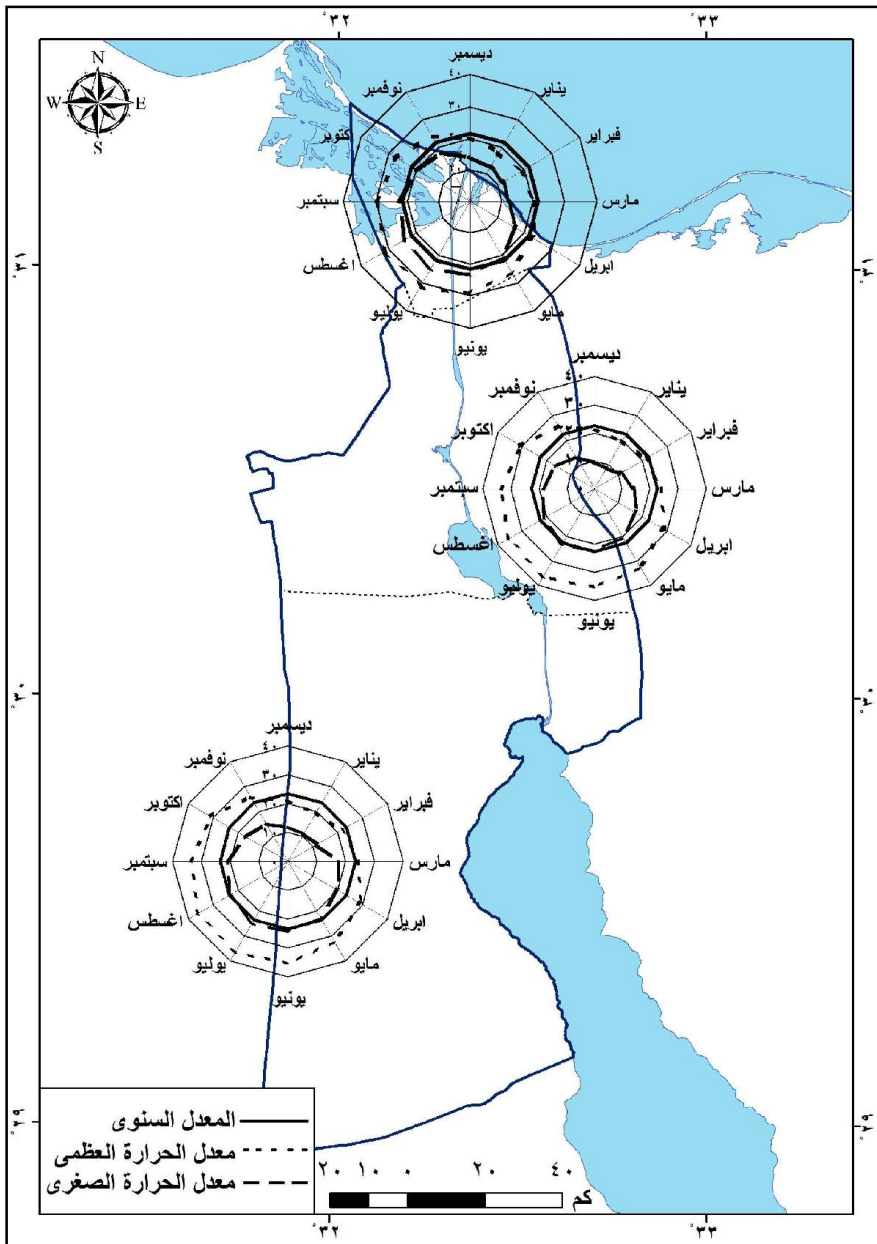 °٣٢
°٣٣
N
W E
S
ديسمبر
يناير
فبراير
مارس
ابريل
مايو
يونيو
يوليو
اغسطس
سبتمبر
اكتوبر
نوفمبر
٤٠
٣٠
°٣١
°٣١
ديسمبر
يناير
فبراير
مارس
ابريل
مايو
يونيو
يوليو
اغسطس
سبتمبر
اكتوبر
نوفمبر
٤٠
٣٠
°٣٠
°٣٠
ديسمبر
يناير
فبراير
مارس
ابريل
مايو
يونيو
يوليو
اغسطس
سبتمبر
اكتوبر
نوفمبر
٤٠
٣٠
°٢٩
°٢٩
المعدل السنوى
معدل الحرارة العظمى
معدل الحرارة الصغرى
٢٠ ١٠ ٠ ٢٠ ٤٠
كم
°٣٢
°٣٣